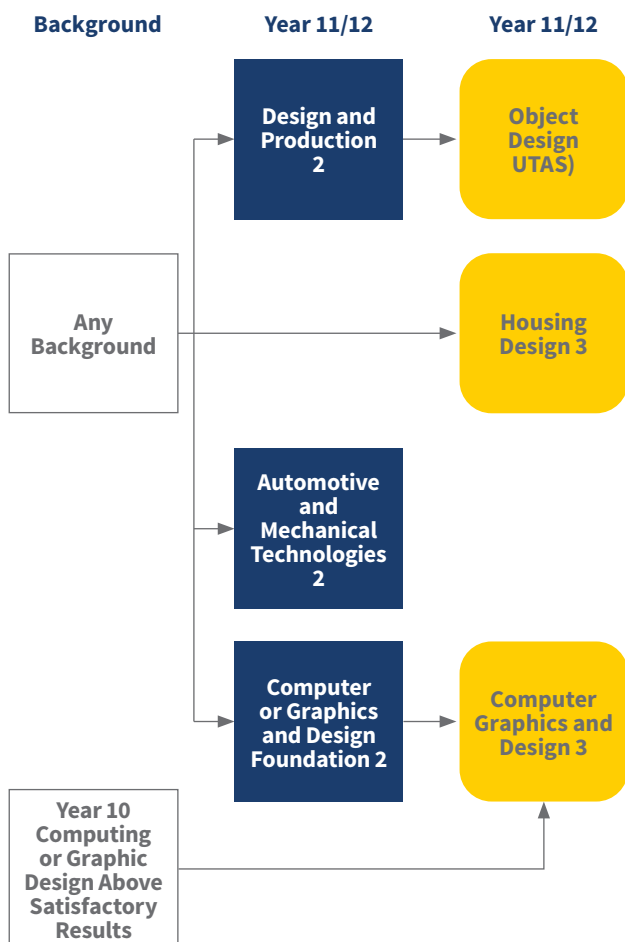 Background
Year 11/12
Year 11/12
Design and
Production
2
Object
Design
UTAS)
Any
Background
Housing
Design 3
Automotive
and
Mechanical
Technologies
2
Computer
or Graphics
and Design
Foundation 2
Computer
Graphics and
Design 3
Year 10
Computing
or Graphic
Design Above
Satisfactory
Results